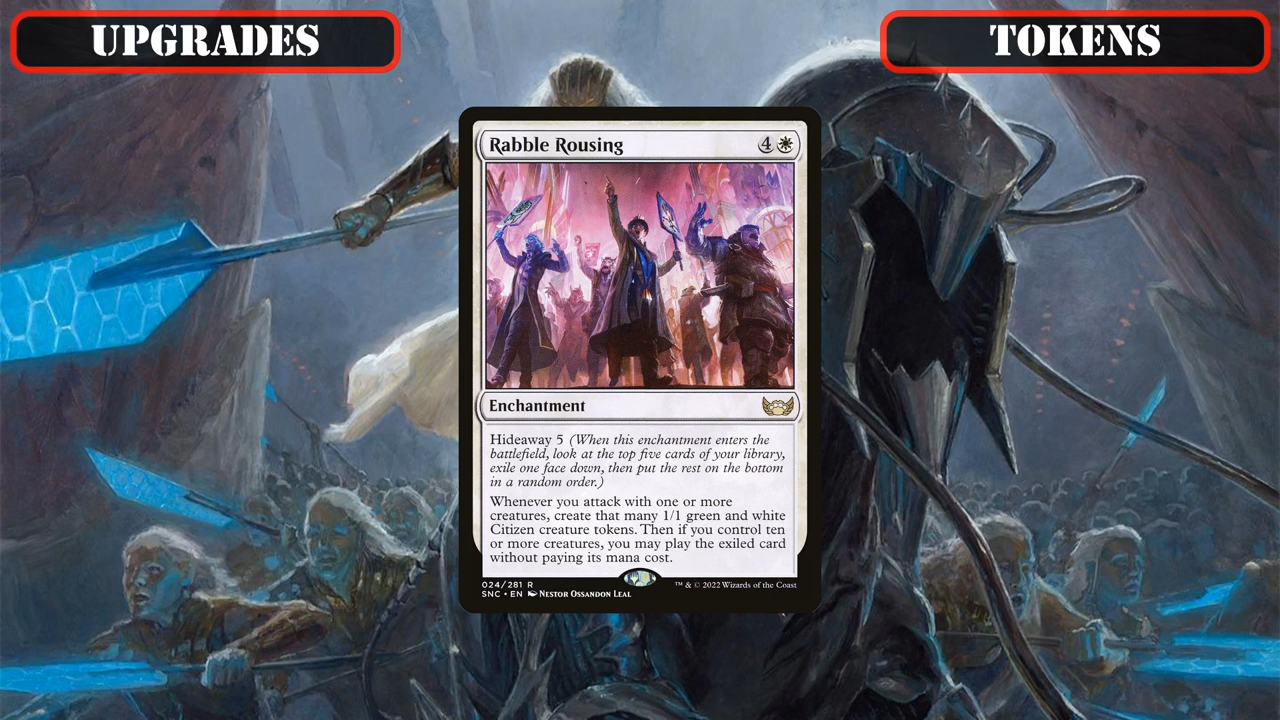 UPGRADES
TOKENS
Rabble Rousing
4
Enchantment
Hideaway 5 (When this enchantment enters the
battlefield, look at the top five cards of your library,
exile one face down, then put the rest on the bottom
in a random order.)
Whenever you attack with one or more
creatures, create that many 1/1 green and white
Citizen creature tokens. Then if you control ten
or more creatures, you may play the exiled card
without paying its mana cost.
024/281 R
™ & © 2022 Wizards of the Coast
SNC • EN Nestor Ossandon Leal